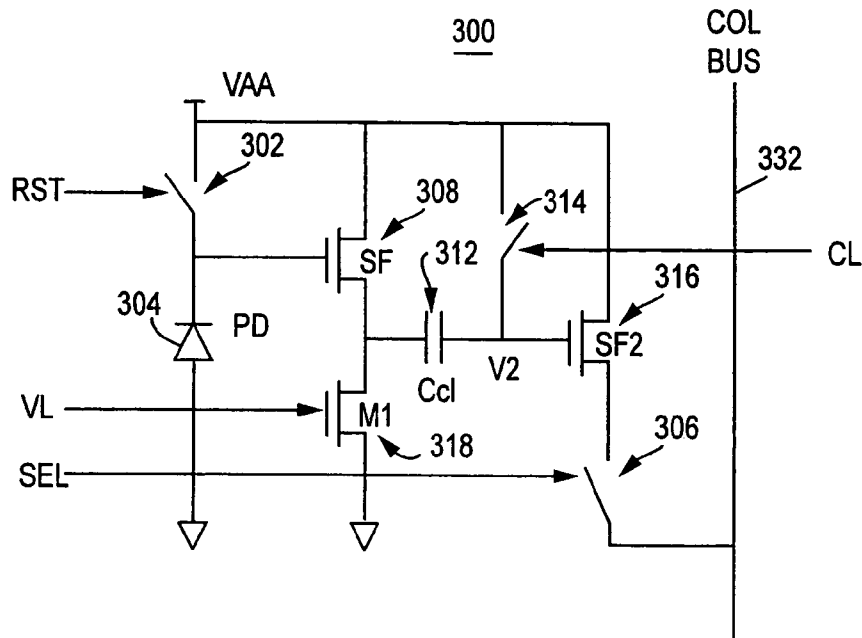 300
COL
BUS
VAA
302
332
RST
308
314
SF
312
CL
304
PD
316
SF2
V2
Ccl
VL
M1
318
306
SEL